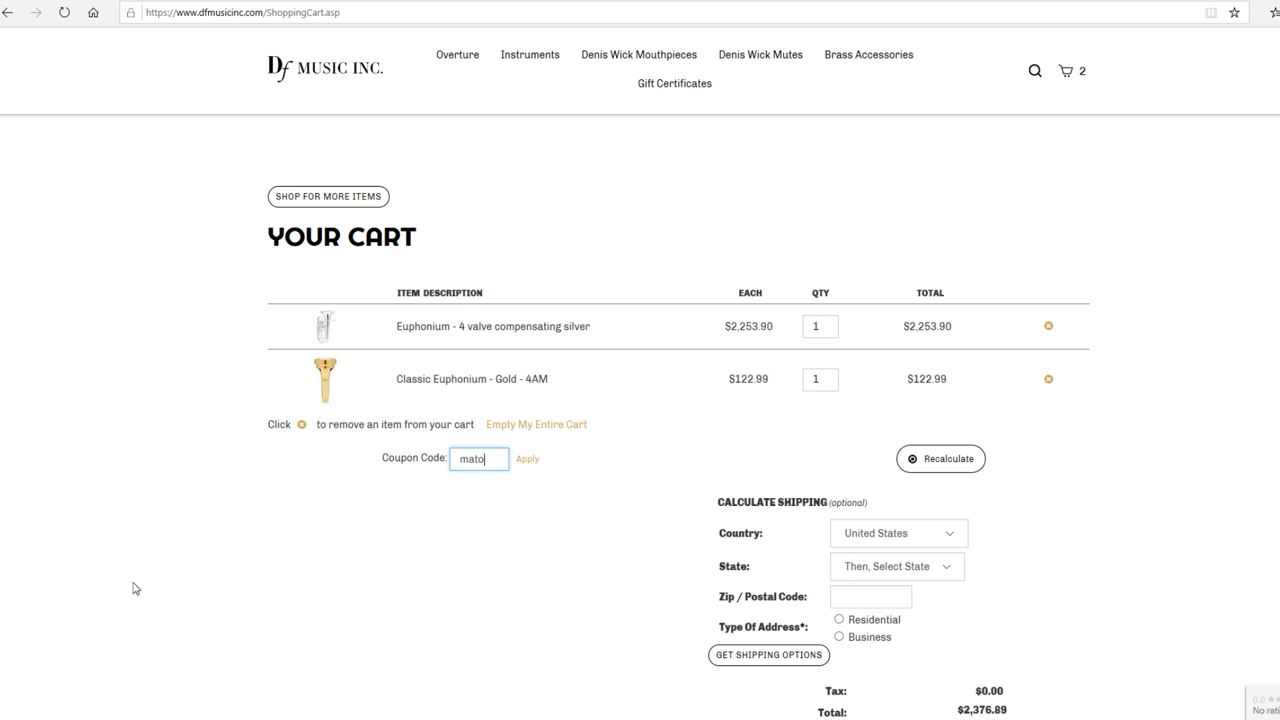 https://www.dfmusicinc.com/ShoppingCart.asp
Df MUSIC INC.
Overture Instruments Denis Wick Mouthpieces Denis Wick Mutes Brass Accessories
Gift Certificates
2
SHOP FOR MORE ITEMS
YOUR CART
ITEM DESCRIPTION EACH QTY TOTAL
Euphonium - 4 valve compensating silver $2,253.90 1 $2,253.90
Classic Euphonium - Gold - 4AM $122.99 1 $122.99
Click to remove an item from your cart Empty My Entire Cart
Coupon Code: mato Apply
Recalculate
CALCULATE SHIPPING (optional)
Country: United States
State: Then, Select State
Zip / Postal Code:
Type Of Address*: Residential
Business
GET SHIPPING OPTIONS
Tax: $0.00
Total: $2,376.89
0.0
No rati